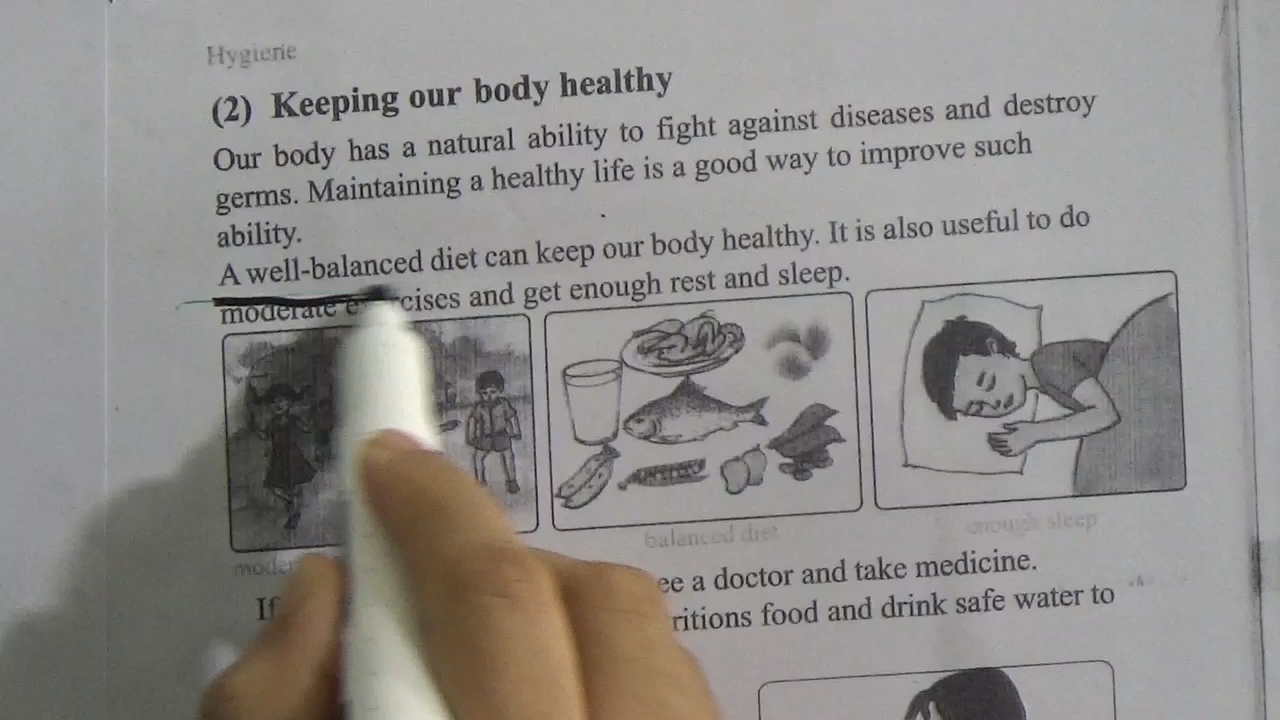 Hygiene
(2) Keeping our body healthy
Our body has a natural ability to fight against diseases and destroy
germs. Maintaining a healthy life is a good way to improve such
ability.
A well-balanced diet can keep our body healthy. It is also useful to do
moderate cises and get enough rest and sleep.
balanced diet
enough sleep
If ee a doctor and take medicine.
ritions food and drink safe water to